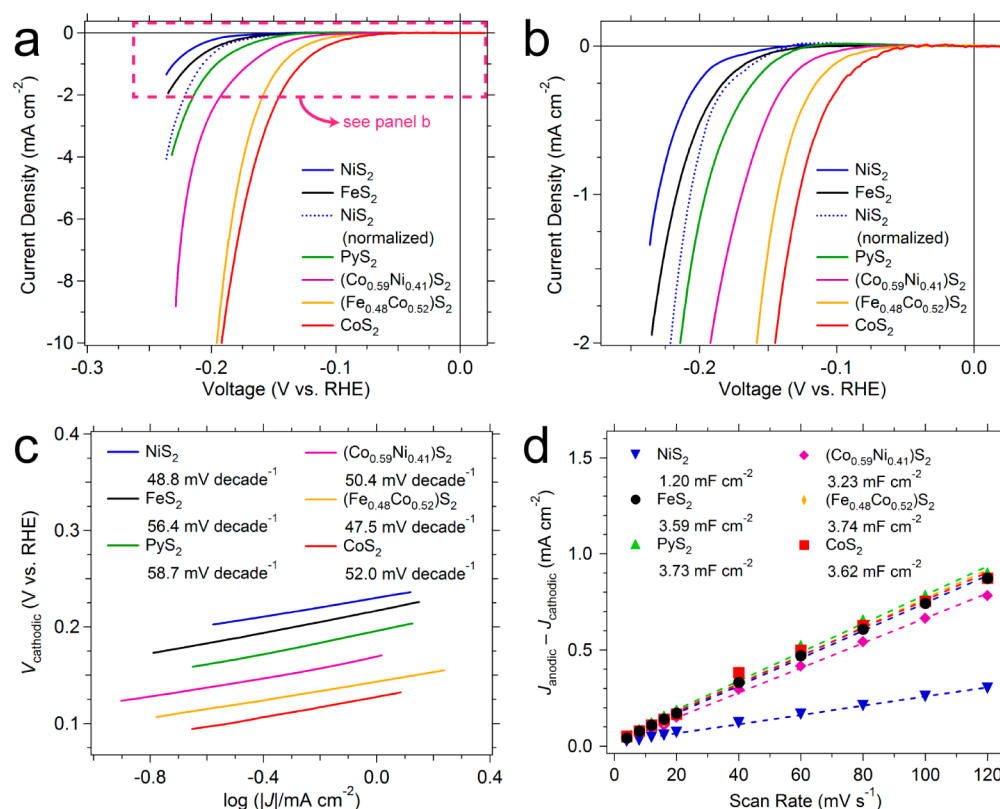 a
Current Density (mA cm-2)
0
-2
-4
-6
-8
-10
see panel b
NiS2
FeS2
NiS2
(normalized)
PyS2
(Co0.59Ni0.41)S2
(Fe0.48Co0.52)S2
CoS2
-0.3
-0.2
-0.1
0.0
Voltage (V vs. RHE)
b
Current Density (mA cm-2)
0
-1
-2
NiS2
FeS2
NiS2
(normalized)
PyS2
(Co0.59Ni0.41)S2
(Fe0.48Co0.52)S2
CoS2
-0.2
-0.1
0.0
Voltage (V vs. RHE)
c
Vcathodic (V vs. RHE)
0.4
0.3
0.2
0.1
NiS2
48.8 mV decade-1
FeS2
56.4 mV decade-1
PyS2
58.7 mV decade-1
(Co0.59Ni0.41)S2
50.4 mV decade-1
(Fe0.48Co0.52)S2
47.5 mV decade-1
CoS2
52.0 mV decade-1
-0.8
-0.4
0.0
0.4
log (|J|/mA cm-2)
d
Janodic – Jcathodic (mA cm-2)
1.5
1.0
0.5
0.0
NiS2
1.20 mF cm-2
FeS2
3.59 mF cm-2
PyS2
3.73 mF cm-2
(Co0.59Ni0.41)S2
3.23 mF cm-2
(Fe0.48Co0.52)S2
3.74 mF cm-2
CoS2
3.62 mF cm-2
0
20
40
60
80
100
120
Scan Rate (mV s-1)